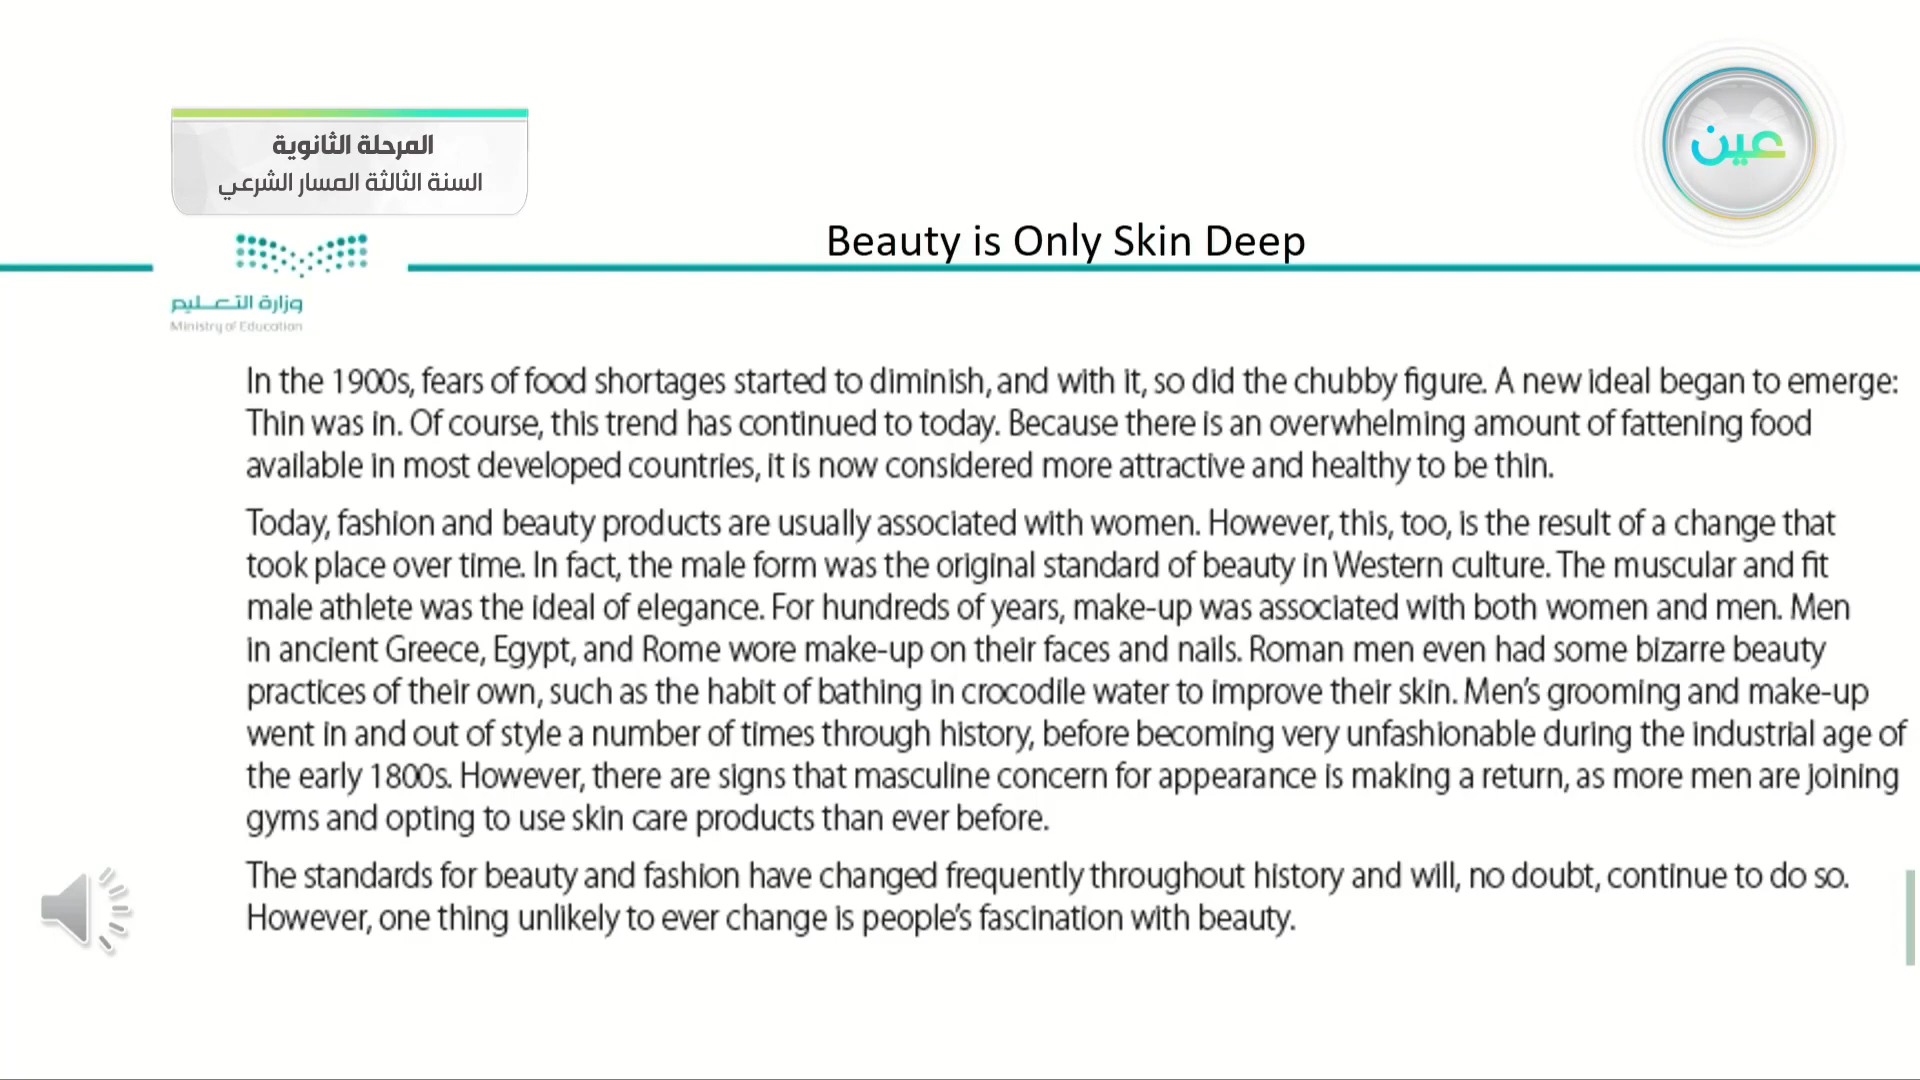 المرحلة الثانوية
السنة الثالثة المسار الشرعي
عين
Beauty is Only Skin Deep
وزارة التعليم
Ministry of Education
In the 1900s, fears of food shortages started to diminish, and with it, so did the chubby figure. A new ideal began to emerge:
Thin was in. Of course, this trend has continued to today. Because there is an overwhelming amount of fattening food
available in most developed countries, it is now considered more attractive and healthy to be thin.
Today, fashion and beauty products are usually associated with women. However, this, too, is the result of a change that
took place over time. In fact, the male form was the original standard of beauty in Western culture. The muscular and fit
male athlete was the ideal of elegance. For hundreds of years, make-up was associated with both women and men. Men
in ancient Greece, Egypt, and Rome wore make-up on their faces and nails. Roman men even had some bizarre beauty
practices of their own, such as the habit of bathing in crocodile water to improve their skin. Men's grooming and make-up
went in and out of style a number of times through history, before becoming very unfashionable during the industrial age of
the early 1800s. However, there are signs that masculine concern for appearance is making a return, as more men are joining
gyms and opting to use skin care products than ever before.
The standards for beauty and fashion have changed frequently throughout history and will, no doubt, continue to do so.
However, one thing unlikely to ever change is people's fascination with beauty.